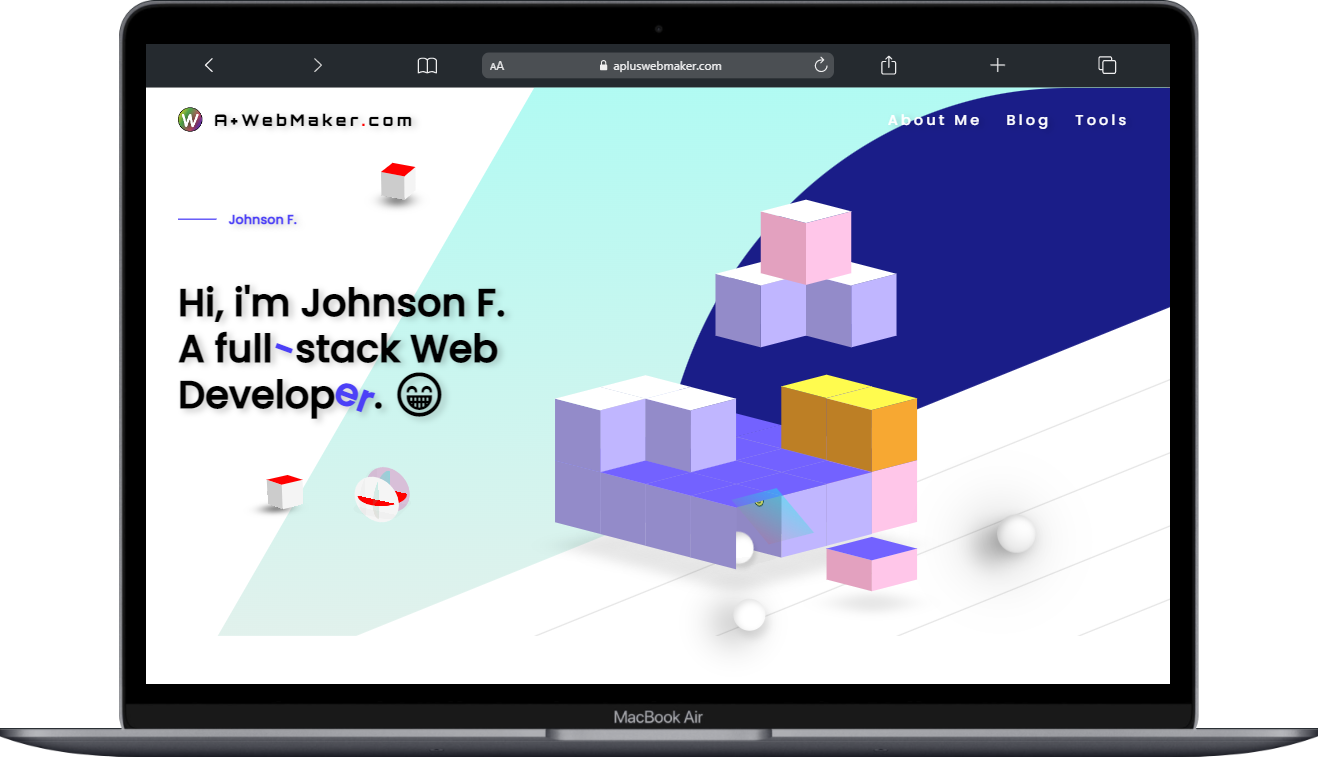 AA
apluswebmaker.com
W A+WebMaker.com
About Me Blog Tools
Johnson F.
Hi, i'm Johnson F.
A full-stack Web
Developer. 😁
MacBook Air